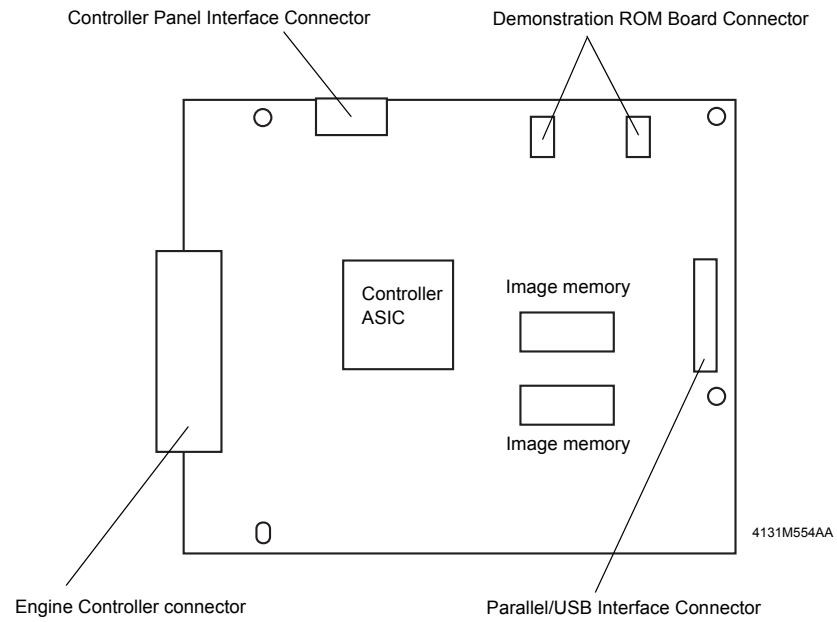 Controller Panel Interface Connector
Demonstration ROM Board Connector
Controller
ASIC
Image memory
Image memory
4131M554AA
Engine Controller connector
Parallel/USB Interface Connector